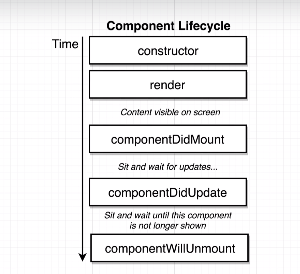 Component Lifecycle
Time
constructor
render
Content visible on screen
componentDidMount
Sit and wait for updates...
componentDidUpdate
Sit and wait until this component
is not longer shown
componentWillUnmount